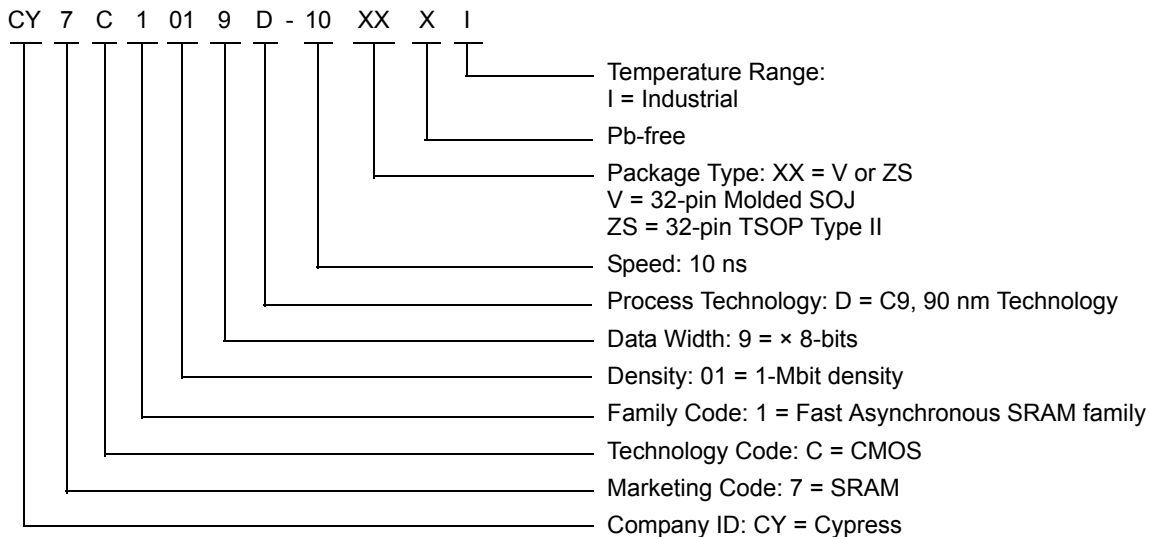 CY 7 C 1 01 9 D - 10 XX X I
Temperature Range:
I = Industrial
Pb-free
Package Type: XX = V or ZS
V = 32-pin Molded SOJ
ZS = 32-pin TSOP Type II
Speed: 10 ns
Process Technology: D = C9, 90 nm Technology
Data Width: 9 = × 8-bits
Density: 01 = 1-Mbit density
Family Code: 1 = Fast Asynchronous SRAM family
Technology Code: C = CMOS
Marketing Code: 7 = SRAM
Company ID: CY = Cypress